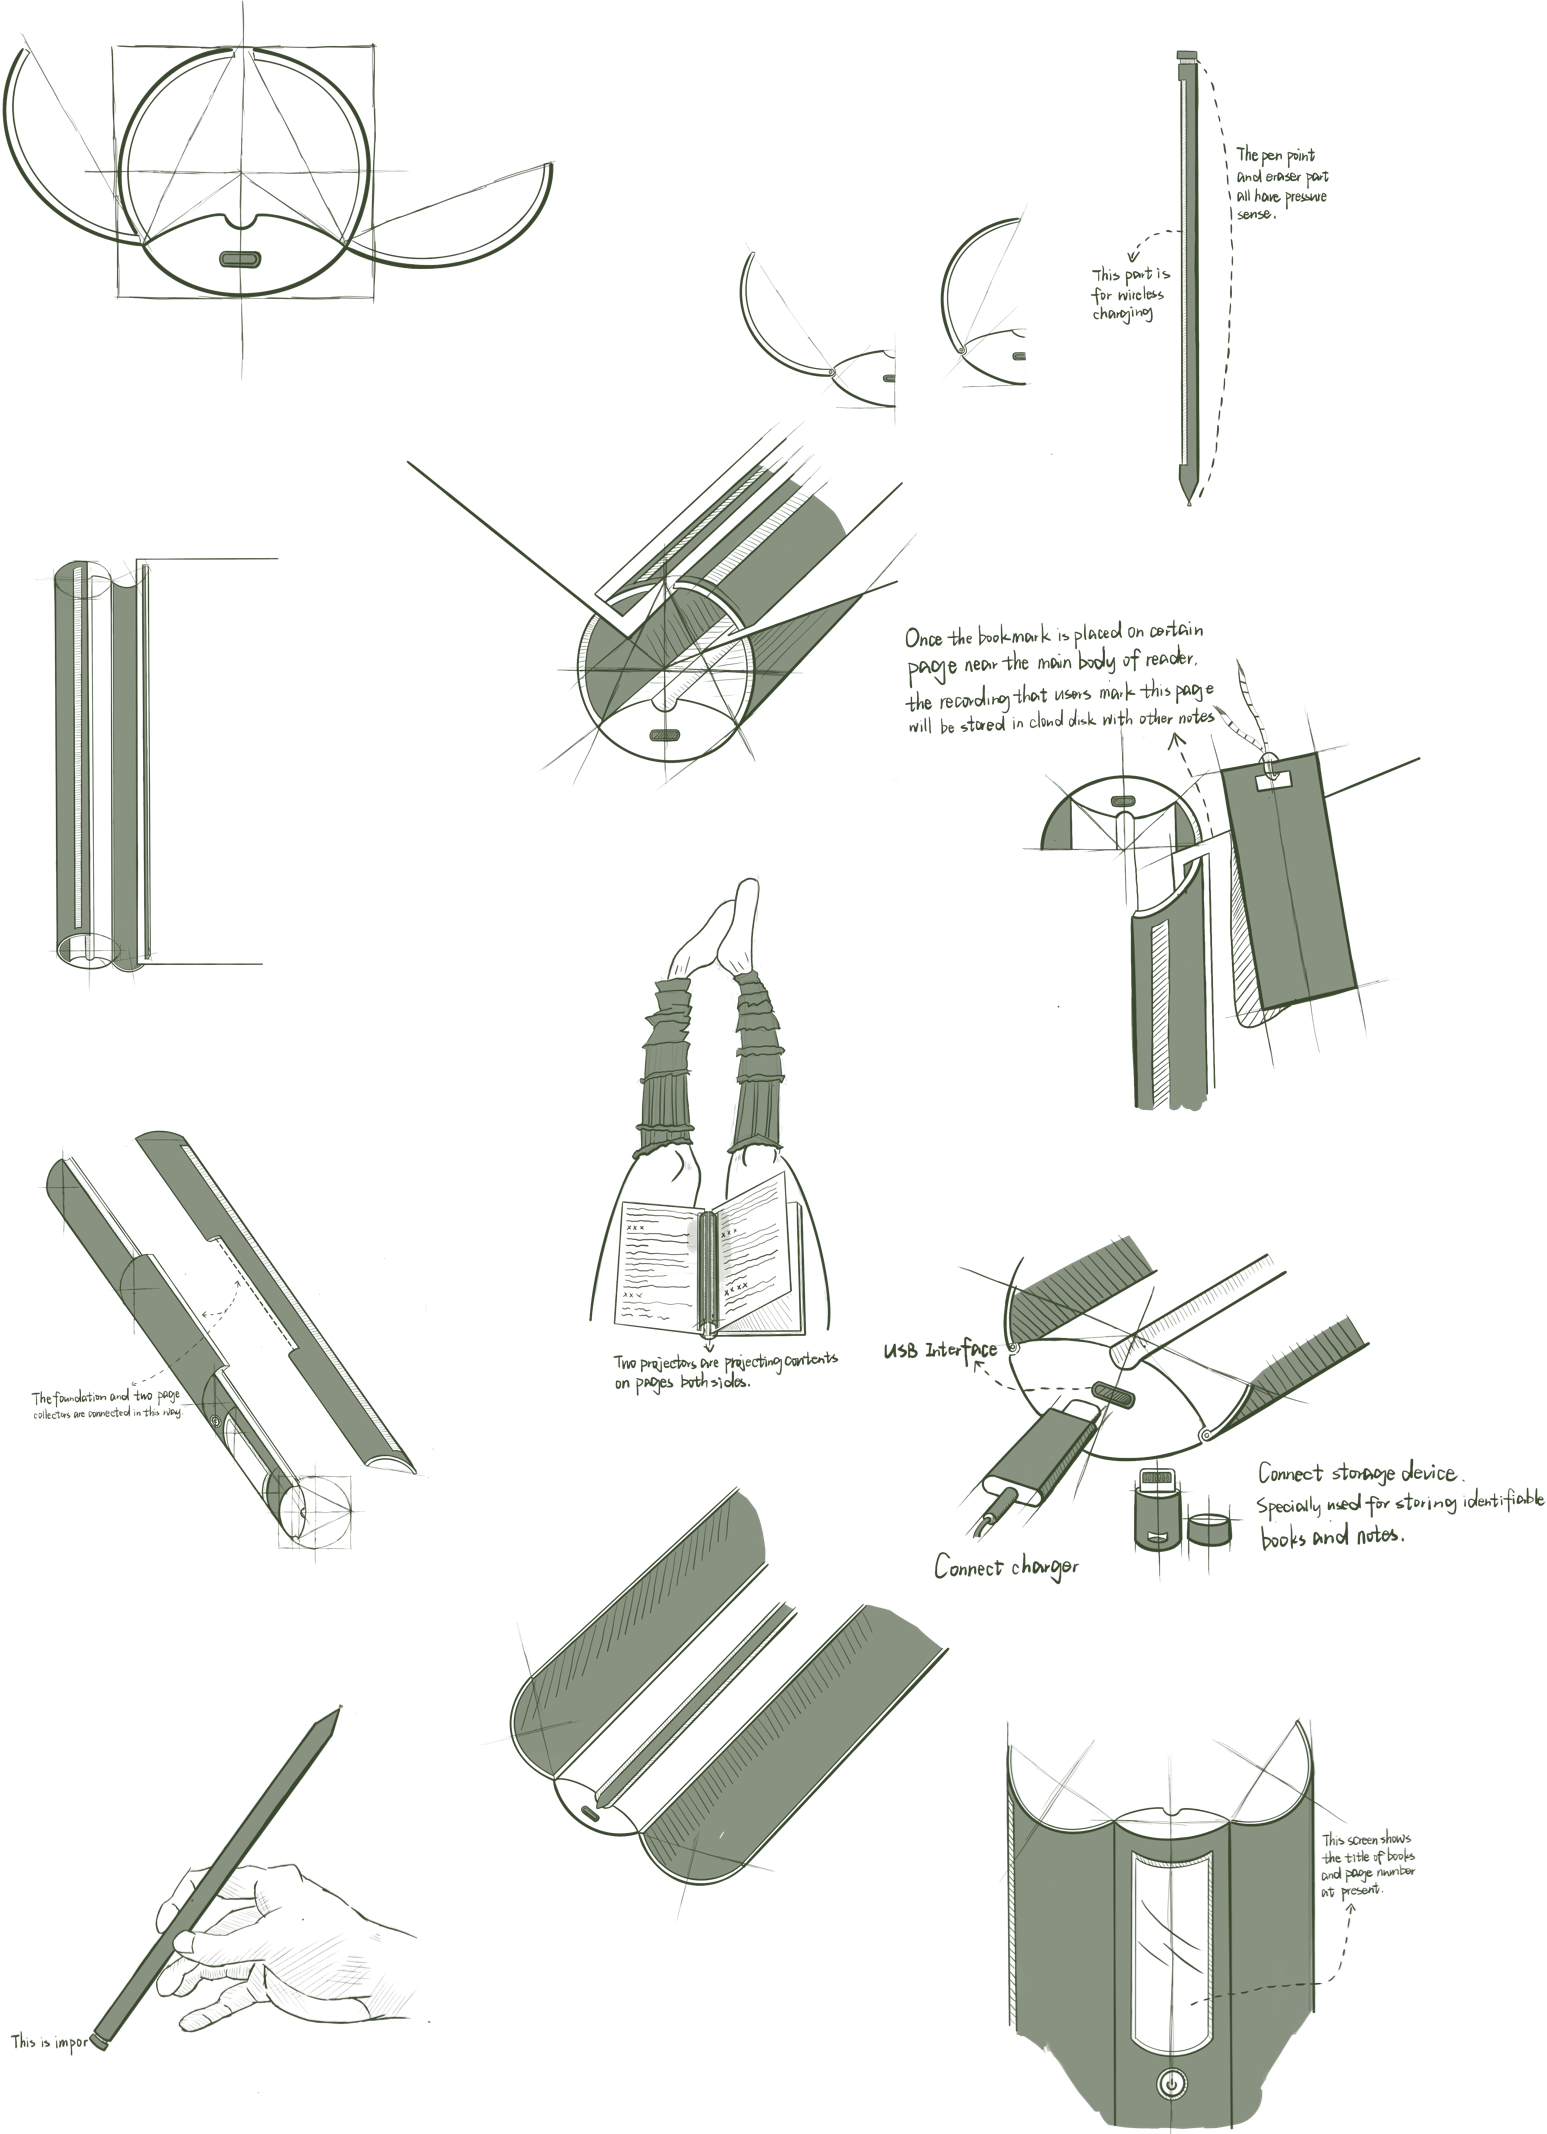 The pen point
and eraser part
all have pressure
sense.
This part is
for wireless
charging
Once the bookmark is placed on certain
page near the main body of reader,
the recording that users mark this page
will be stored in cloud disk with other notes
xxx
xxx
xxx
xxxx
Two projectors are projecting contents
on pages both sides.
The foundation and two page
collectors are connected in this way.
USB Interface
Connect charger
Connect storage device.
Specially used for storing identifiable
books and notes.
This screen shows
the title of books
and page number
at present.
This is impor